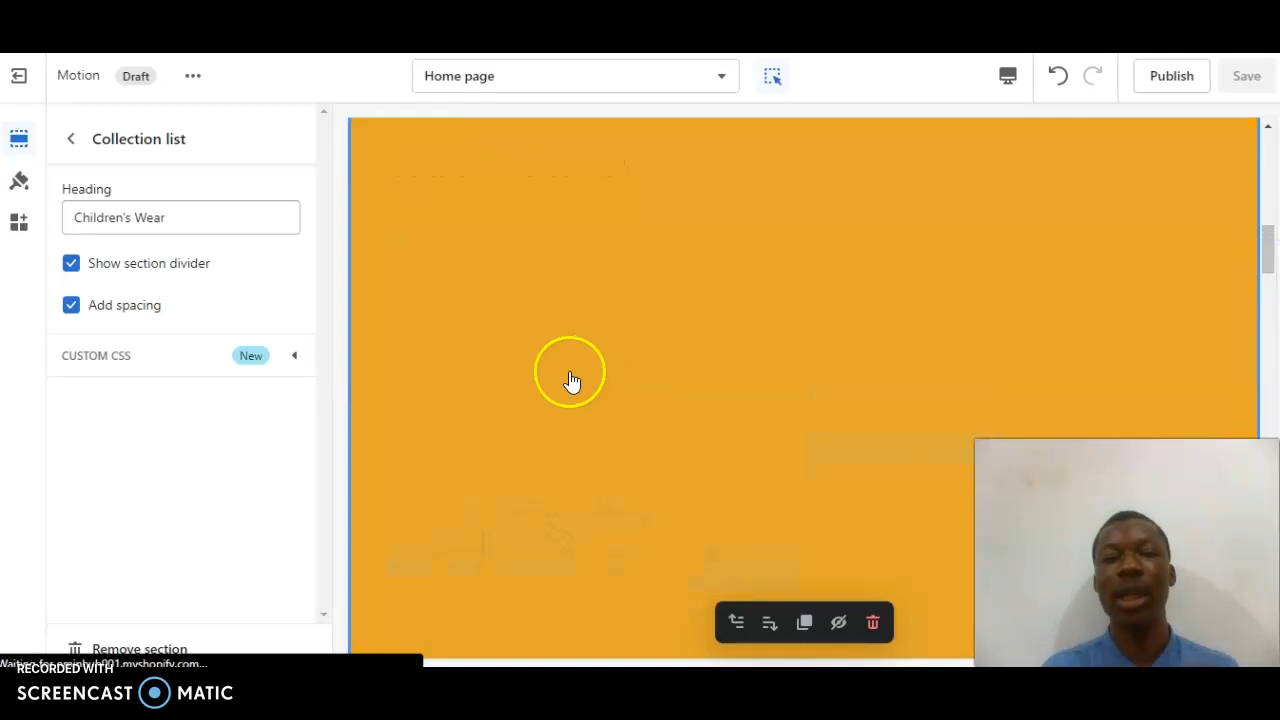 Motion Draft Home page Publish Save
Collection list
Heading
Children's Wear
Show section divider
Add spacing
CUSTOM CSS New
Remove section
RECORDED WITH
SCREENCAST MATIC